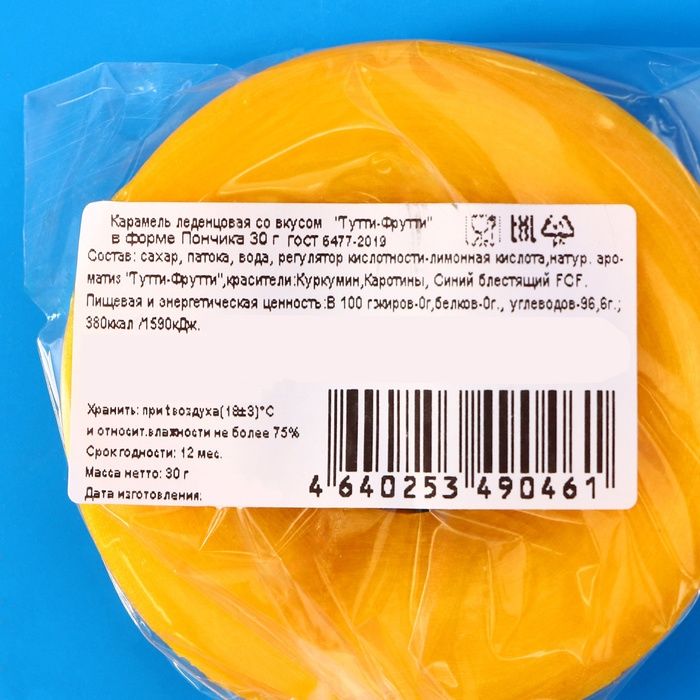 Карамель леденцовая со вкусом "Тутти-Фрутти"
в форме Пончика 30 г ГОСТ 6477-2019
Состав: сахар, патока, вода, регулятор кислотности-лимонная кислота,натур. аро-
матиз "Тутти-Фрутти",красители:Куркумин,Каротины, Синий блестящий FCF.
Пищевая и энергетическая ценность:В 100 гжиров-0г,белков-0г., углеводов-96,6г.;
380ккал /1590кДж.
Хранить: при tвоздуха(18±3)°С
и относит.влажности не более 75%
Срок годности: 12 мес.
Масса нетто: 30 г
Дата изготовления:
4 640253 490461